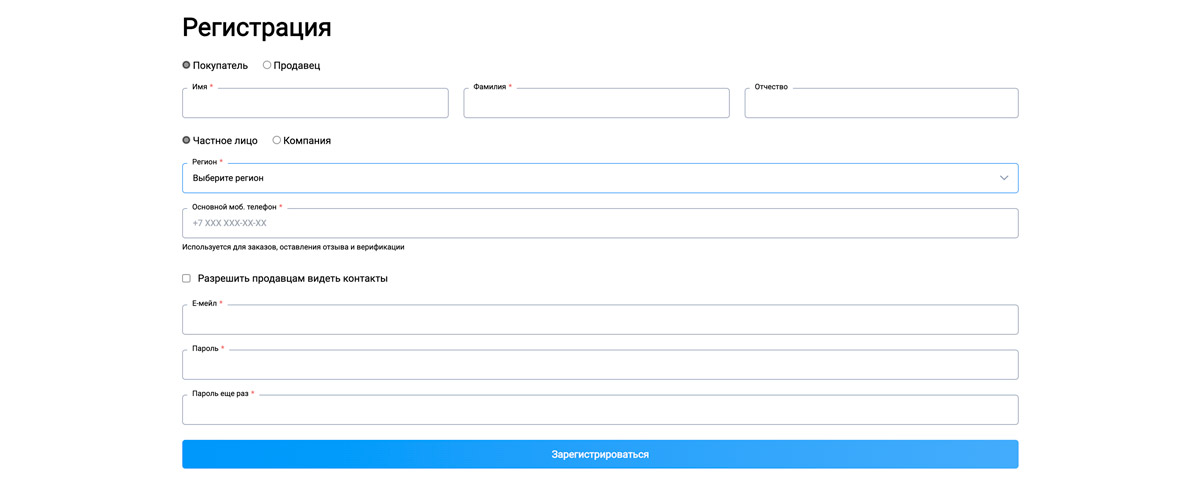 Регистрация
Покупатель Продавец
Имя * Фамилия * Отчество
Частное лицо Компания
Регион *
Выберите регион
Основной моб. телефон *
+7 XXX XXX-XX-XX
Используется для заказов, оставления отзыва и верификации
Разрешить продавцам видеть контакты
Е-мейл *
Пароль *
Пароль еще раз *
Зарегистрироваться